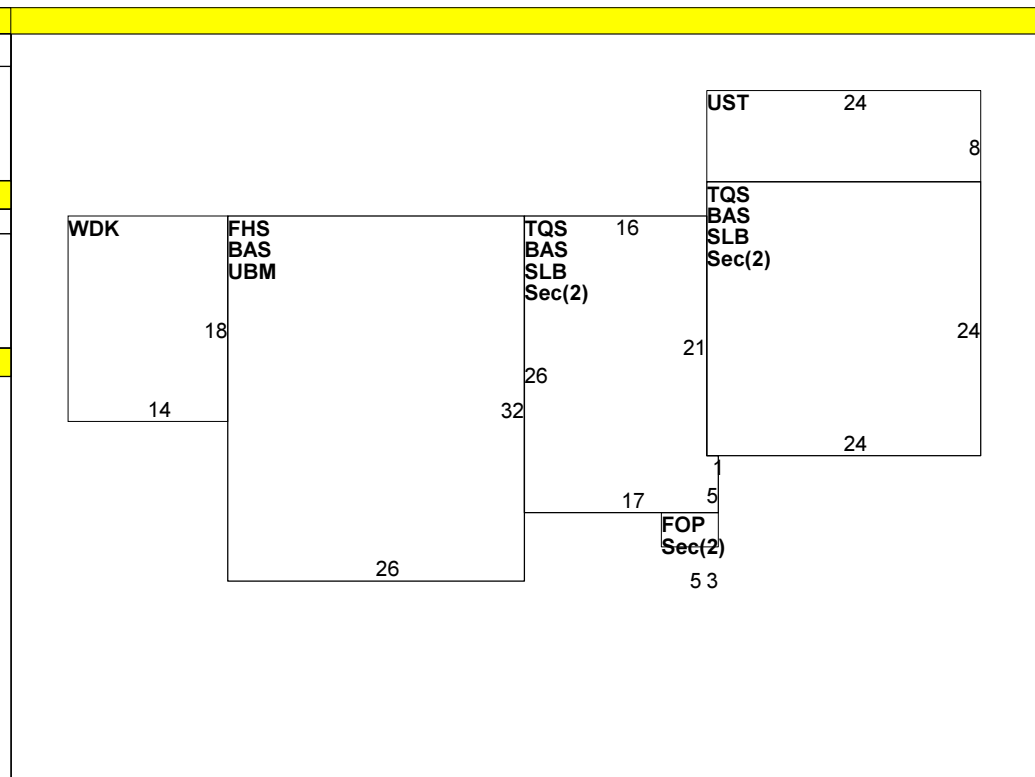 UST 24
8
TQS
BAS
SLB
Sec(2)
24
24
WDK
18
14
FHS
BAS
UBM
32
26
TQS 16
BAS
SLB
Sec(2)
21
26
1
5
17
FOP
Sec(2)
5 3